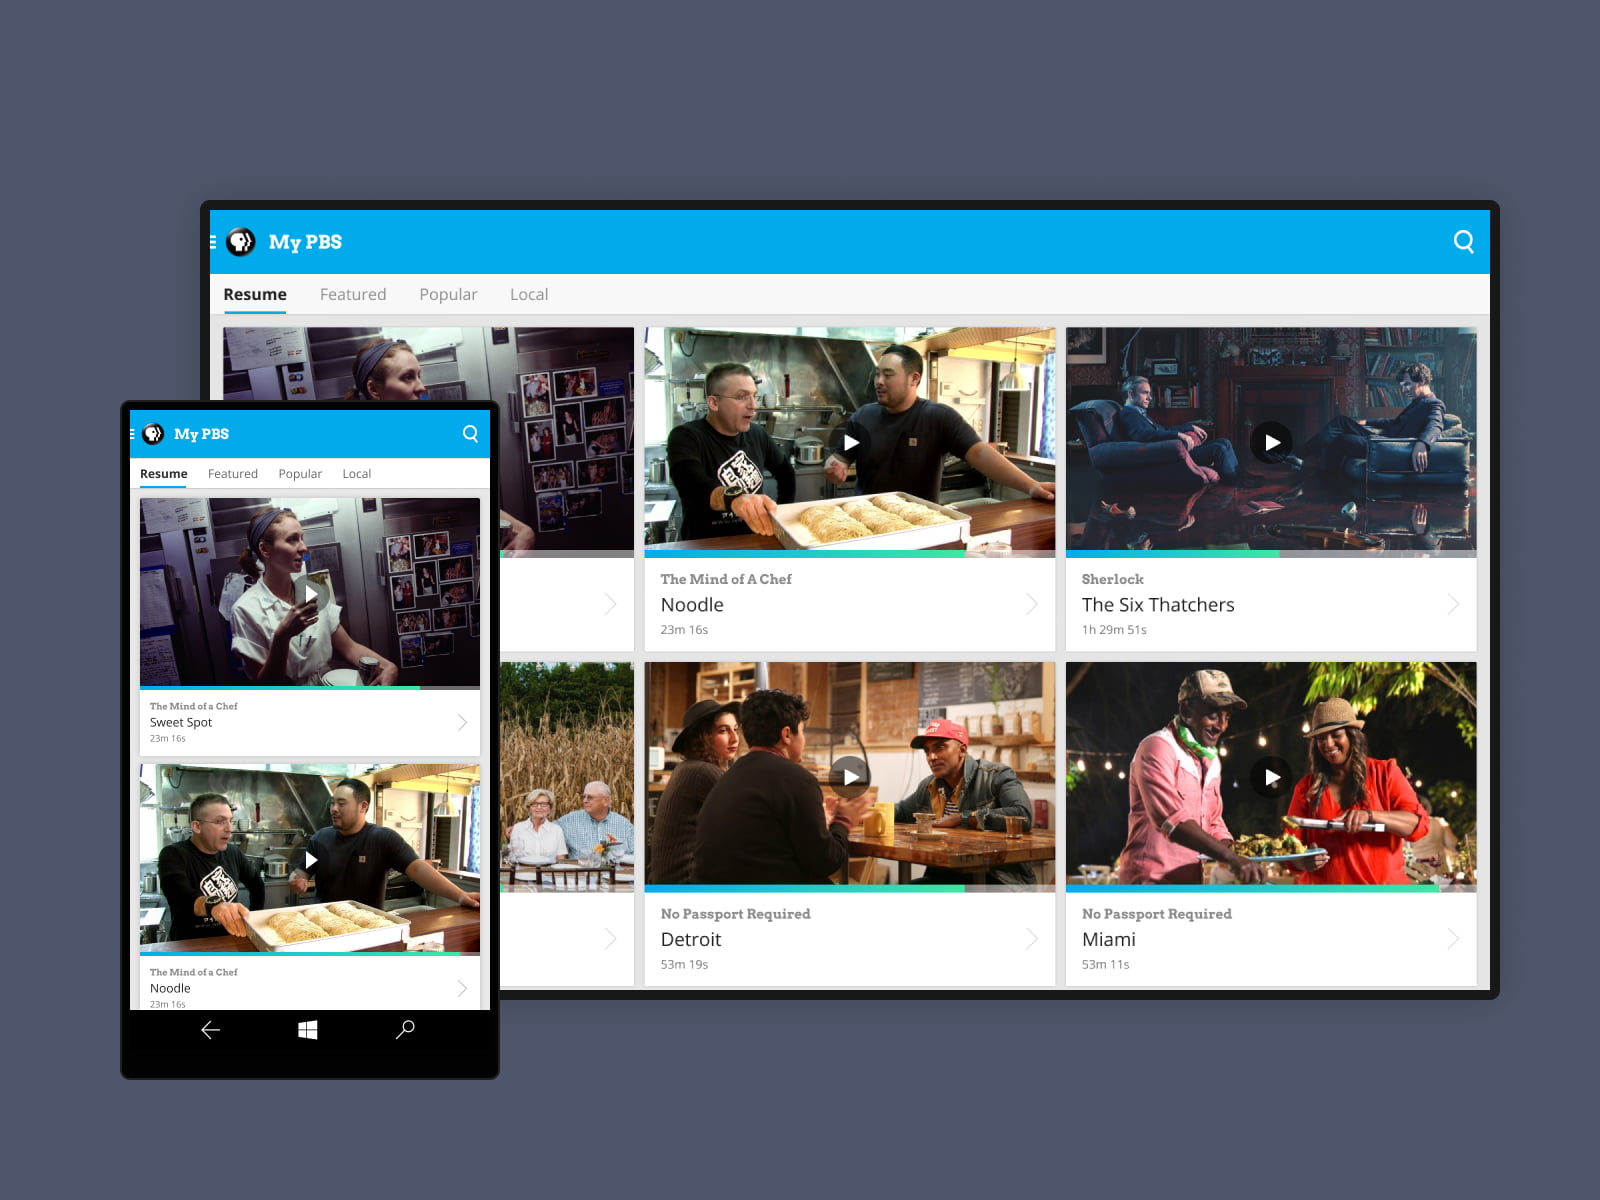 My PBS
Resume Featured Popular Local
The Mind of A Chef
Noodle
23m 16s
Sherlock
The Six Thatchers
1h 29m 51s
No Passport Required
Detroit
53m 19s
No Passport Required
Miami
53m 11s
My PBS
Resume Featured Popular Local
The Mind of a Chef
Sweet Spot
23m 16s
The Mind of a Chef
Noodle
23m 16s